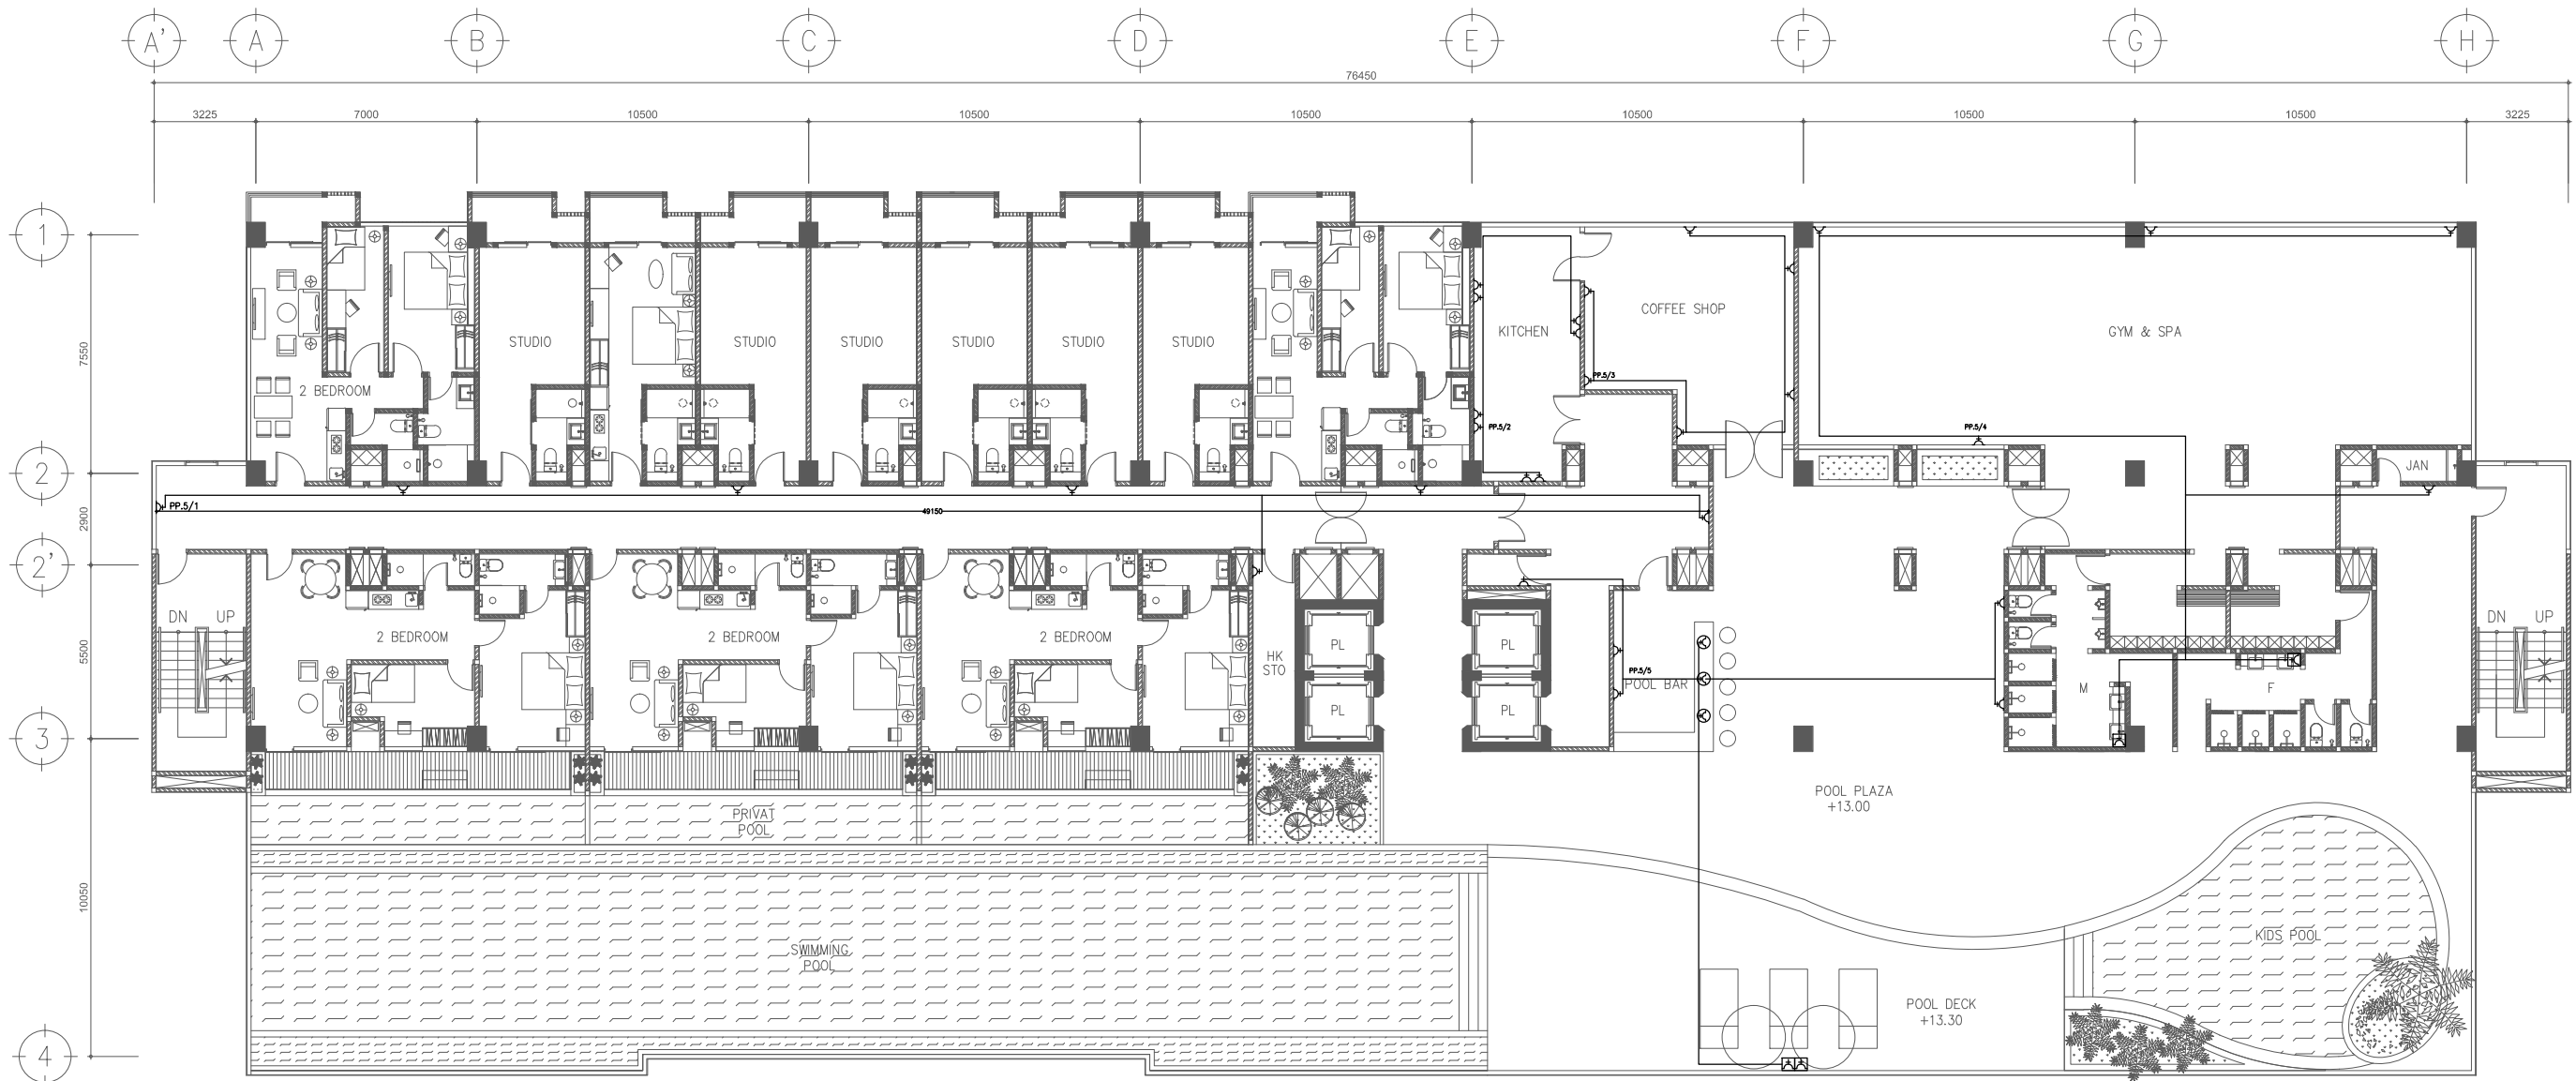 A' A B C D E F G H
76450
3225 7000 10500 10500 10500 10500 10500 10500 3225
1
7550
2
2900
2'
5500
3
10050
4
2 BEDROOM
STUDIO
STUDIO
STUDIO
STUDIO
STUDIO
STUDIO
KITCHEN
COFFEE SHOP
GYM & SPA
PP.5/3
PP.5/2
PP.5/4
JAN
PP.5/1
49150
DN UP
2 BEDROOM
2 BEDROOM
2 BEDROOM
HK
STO
PL
PL
PL
PL
PP.5/5
POOL BAR
M
F
DN UP
PRIVAT
POOL
POOL PLAZA
+13.00
SWIMMING
POOL
KIDS POOL
POOL DECK
+13.30